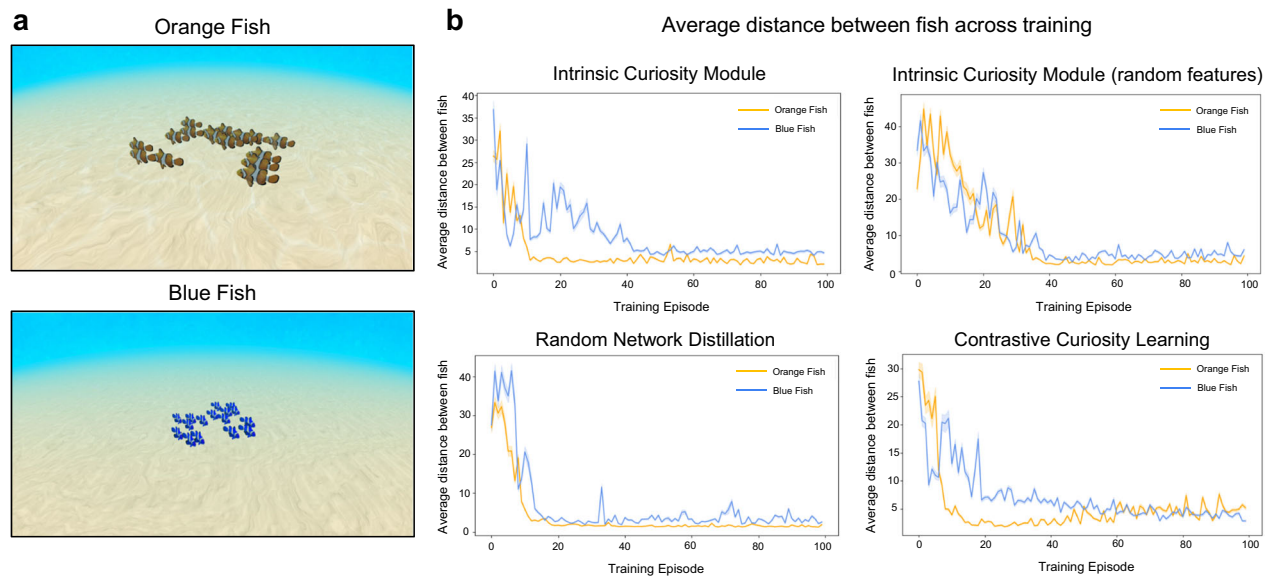 a
Orange Fish
Blue Fish
b
Average distance between fish across training
Intrinsic Curiosity Module
Average distance between fish
40
35
30
25
20
15
10
5
Orange Fish
Blue Fish
0
20
40
60
80
100
Training Episode
Intrinsic Curiosity Module (random features)
Average distance between fish
40
30
20
10
0
Orange Fish
Blue Fish
0
20
40
60
80
100
Training Episode
Random Network Distillation
Average distance between fish
40
30
20
10
0
Orange Fish
Blue Fish
0
20
40
60
80
100
Training Episode
Contrastive Curiosity Learning
Average distance between fish
30
25
20
15
10
5
Orange Fish
Blue Fish
0
20
40
60
80
100
Training Episode